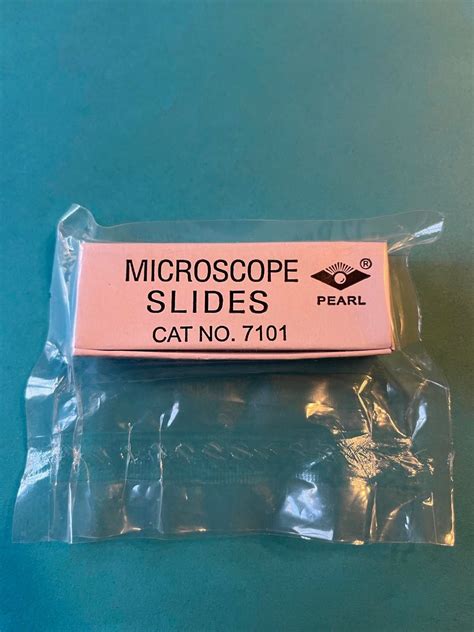 MICROSCOPE
SLIDES
CAT NO. 7101
®
PEARL